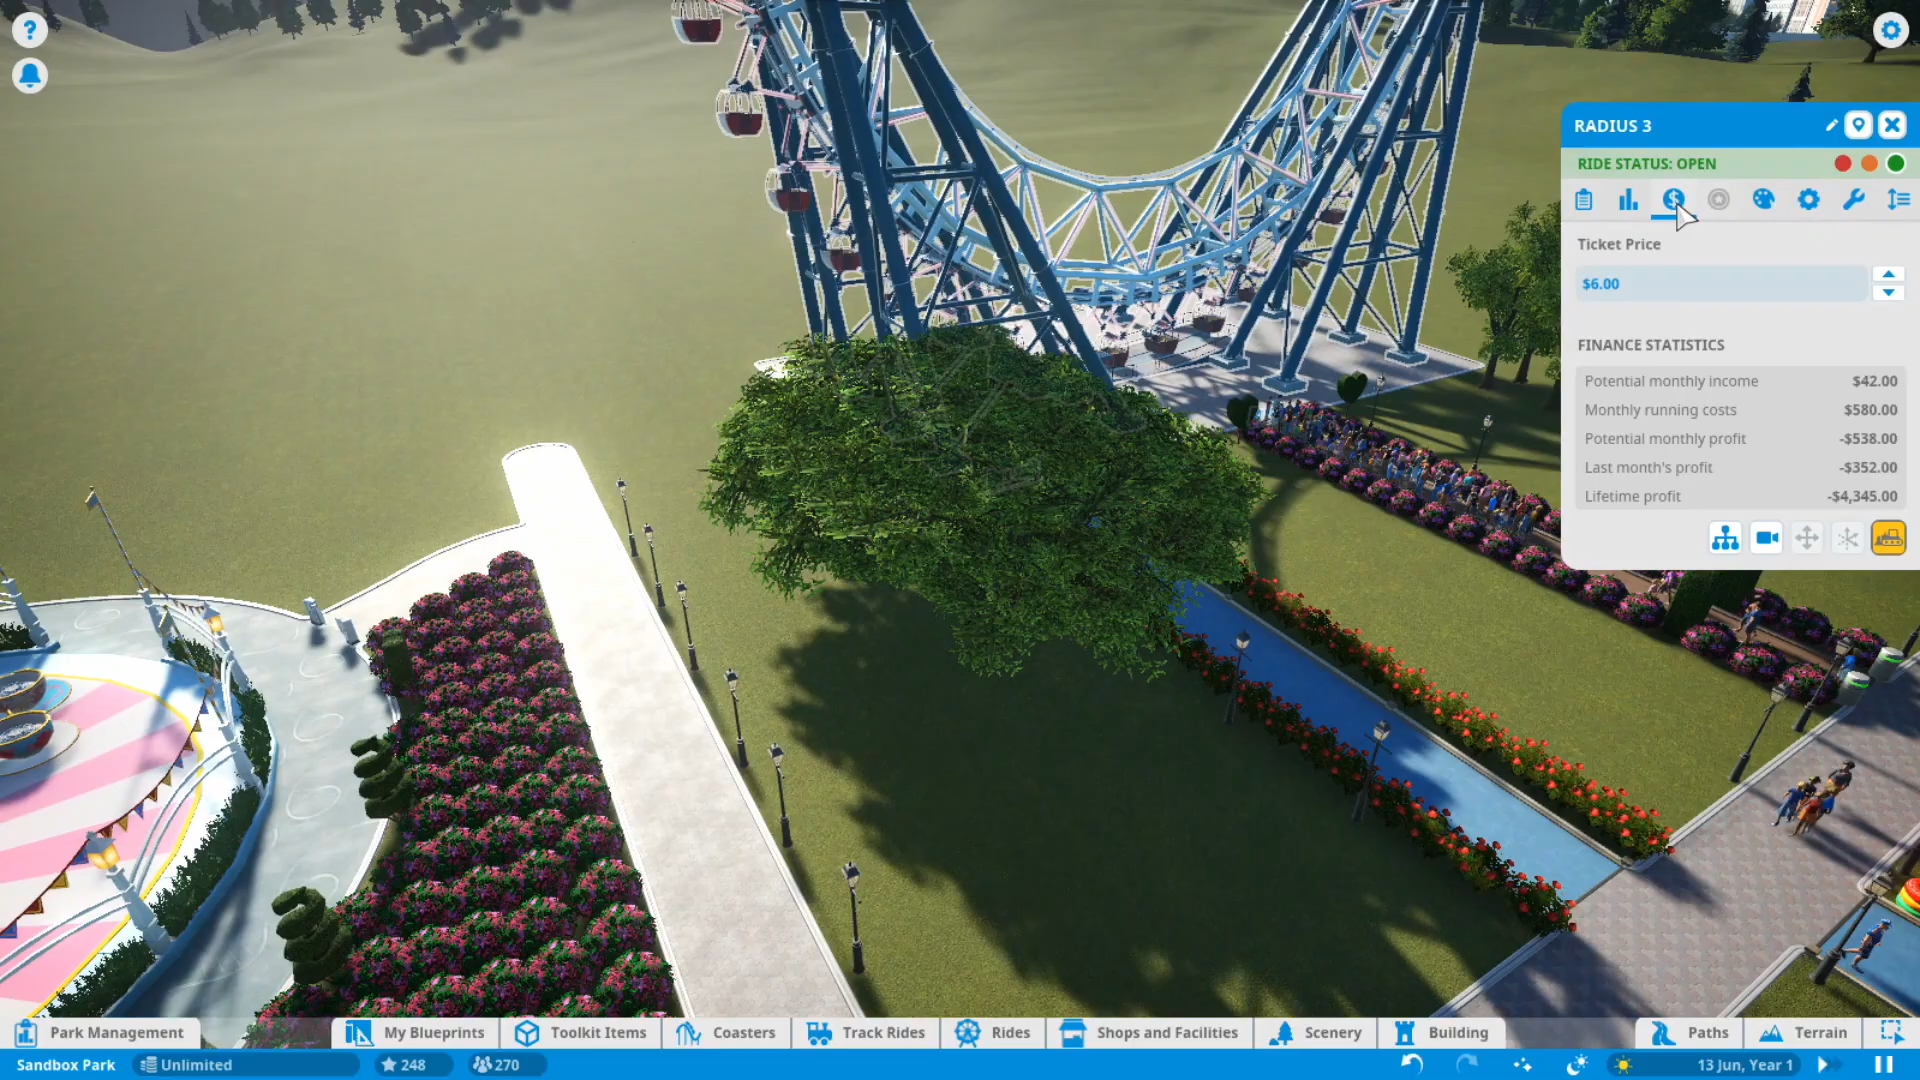 RADIUS 3
RIDE STATUS: OPEN
Ticket Price
$6.00
FINANCE STATISTICS
Potential monthly income $42.00
Monthly running costs $580.00
Potential monthly profit -$538.00
Last month's profit -$352.00
Lifetime profit -$4,345.00
Park Management My Blueprints Toolkit Items Coasters Track Rides Rides Shops and Facilities Scenery Building Paths Terrain
Sandbox Park Unlimited 248 270 13 Jun, Year 1